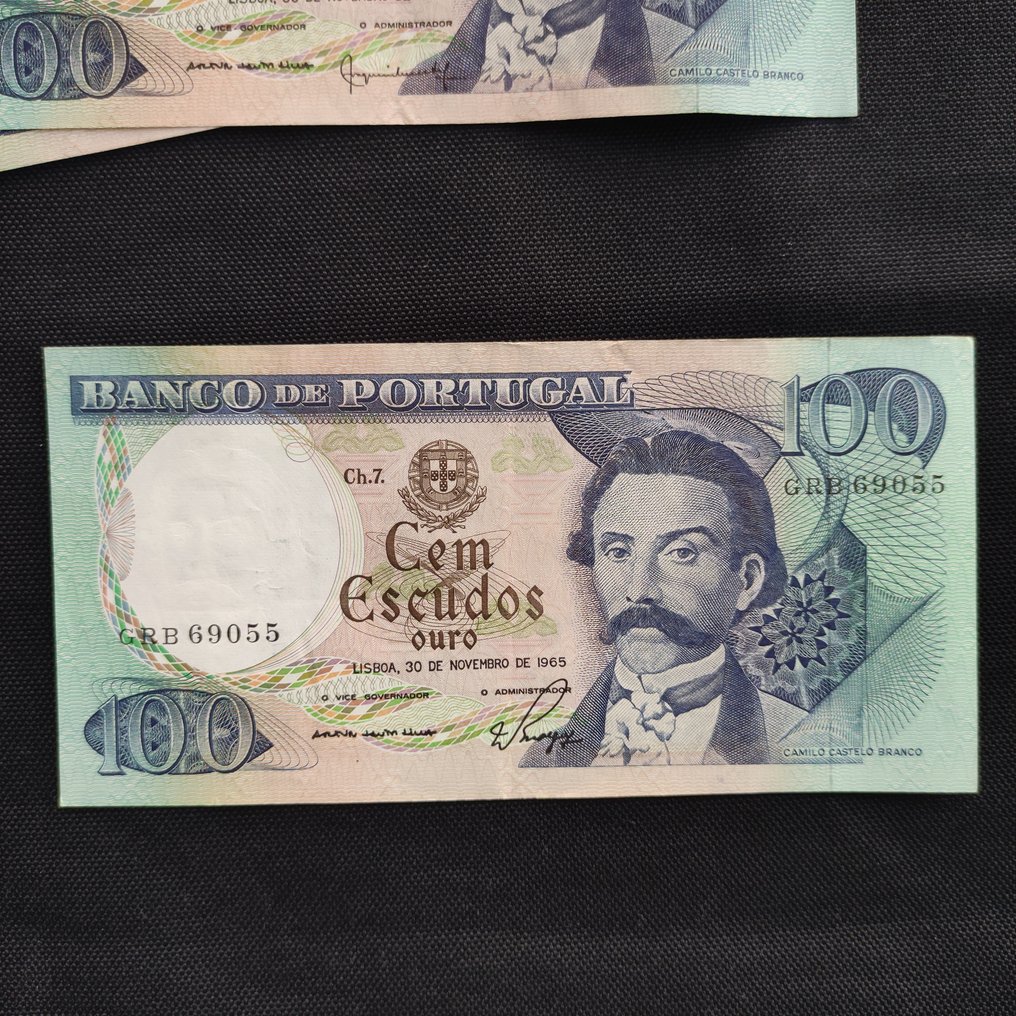 O VICE-GOVERNADOR
O ADMINISTRADOR
00
CAMILO CASTELO BRANCO
BANCO DE PORTUGAL
100
Ch.7.
GRB 69055
Cem
Escudos
ouro
GRB 69055
LISBOA, 30 DE NOVEMBRO DE 1965
O VICE GOVERNADOR
O ADMINISTRADOR
100
CAMILO CASTELO BRANCO